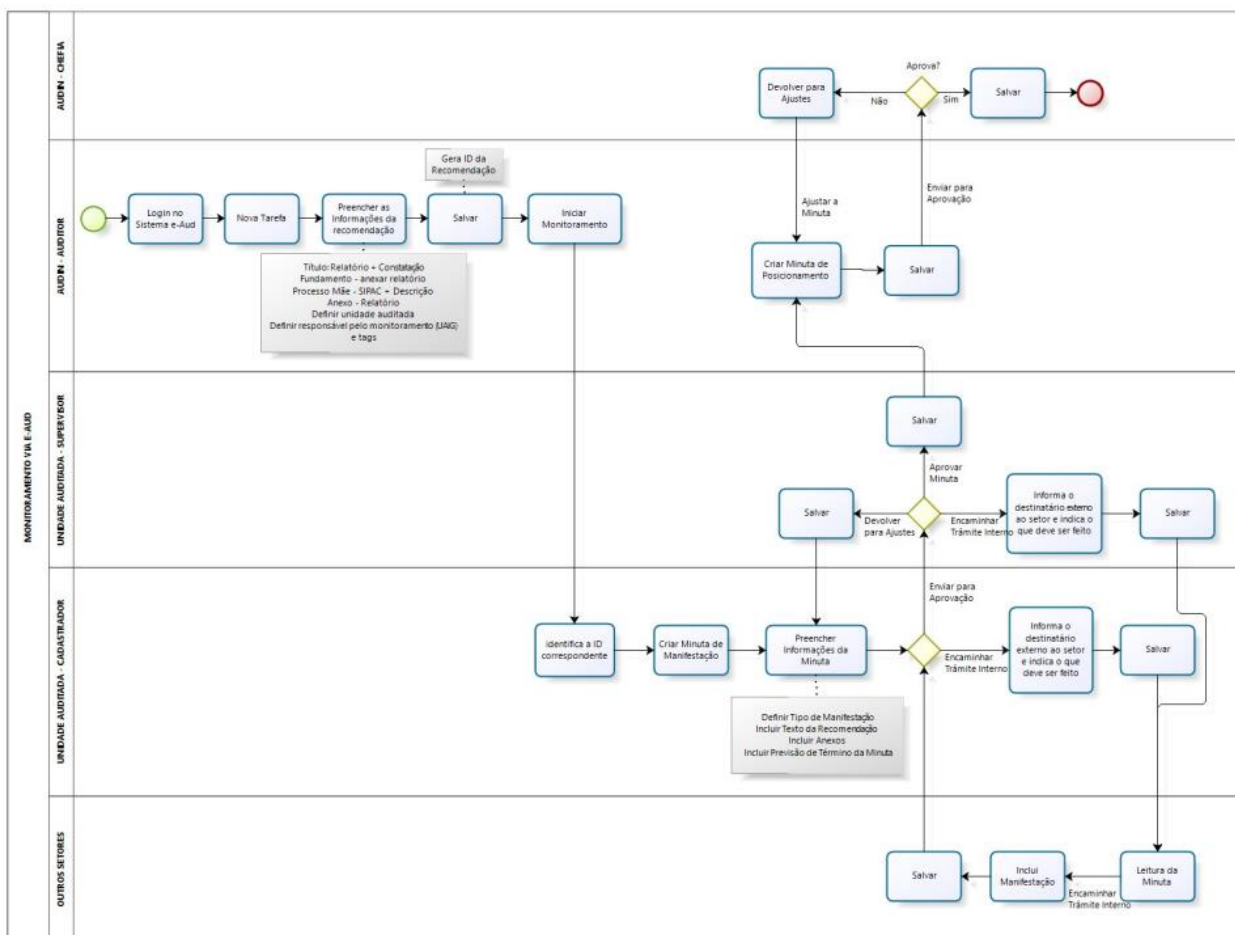 MONITORAMENTO VIA E-AUD
AUDIN - CHEFIA
Devolver para
Ajustes
Não
Aprova?
Sim
Salvar
AUDIN - AUDITOR
Login no
Sistema e-Aud
Nova Tarefa
Preencher as
Informações da
recomendação
Gera ID da
Recomendação
Salvar
Iniciar
Monitoramento
Título: Relatório + Constatação
Fundamento - anexar relatório
Processo Mãe - SIPAC + Descrição
Anexo - Relatório
Definir unidade auditada
Definir responsável pelo monitoramento (UAIG)
e tags
Ajustar a
Minuta
Enviar para
Aprovação
Criar Minuta de
Posicionamento
Salvar
UNIDADE AUDITADA - SUPERVISOR
Salvar
Aprovar
Minuta
Salvar
Devolver
para Ajustes
Encaminhar
Trâmite Interno
Informa o
destinatário externo
ao setor e indica o
que deve ser feito
Salvar
UNIDADE AUDITADA - CADASTRADOR
Enviar para
Aprovação
Identifica a ID
correspondente
Criar Minuta de
Manifestação
Preencher
Informações da
Minuta
Encaminhar
Trâmite Interno
Informa o
destinatário
externo ao setor
e indica o que
deve ser feito
Salvar
Definir Tipo de Manifestação
Incluir Texto da Recomendação
Incluir Anexos
Incluir Previsão de Término da Minuta
OUTROS SETORES
Salvar
Inclui
Manifestação
Encaminhar
Trâmite Interno
Leitura da
Minuta